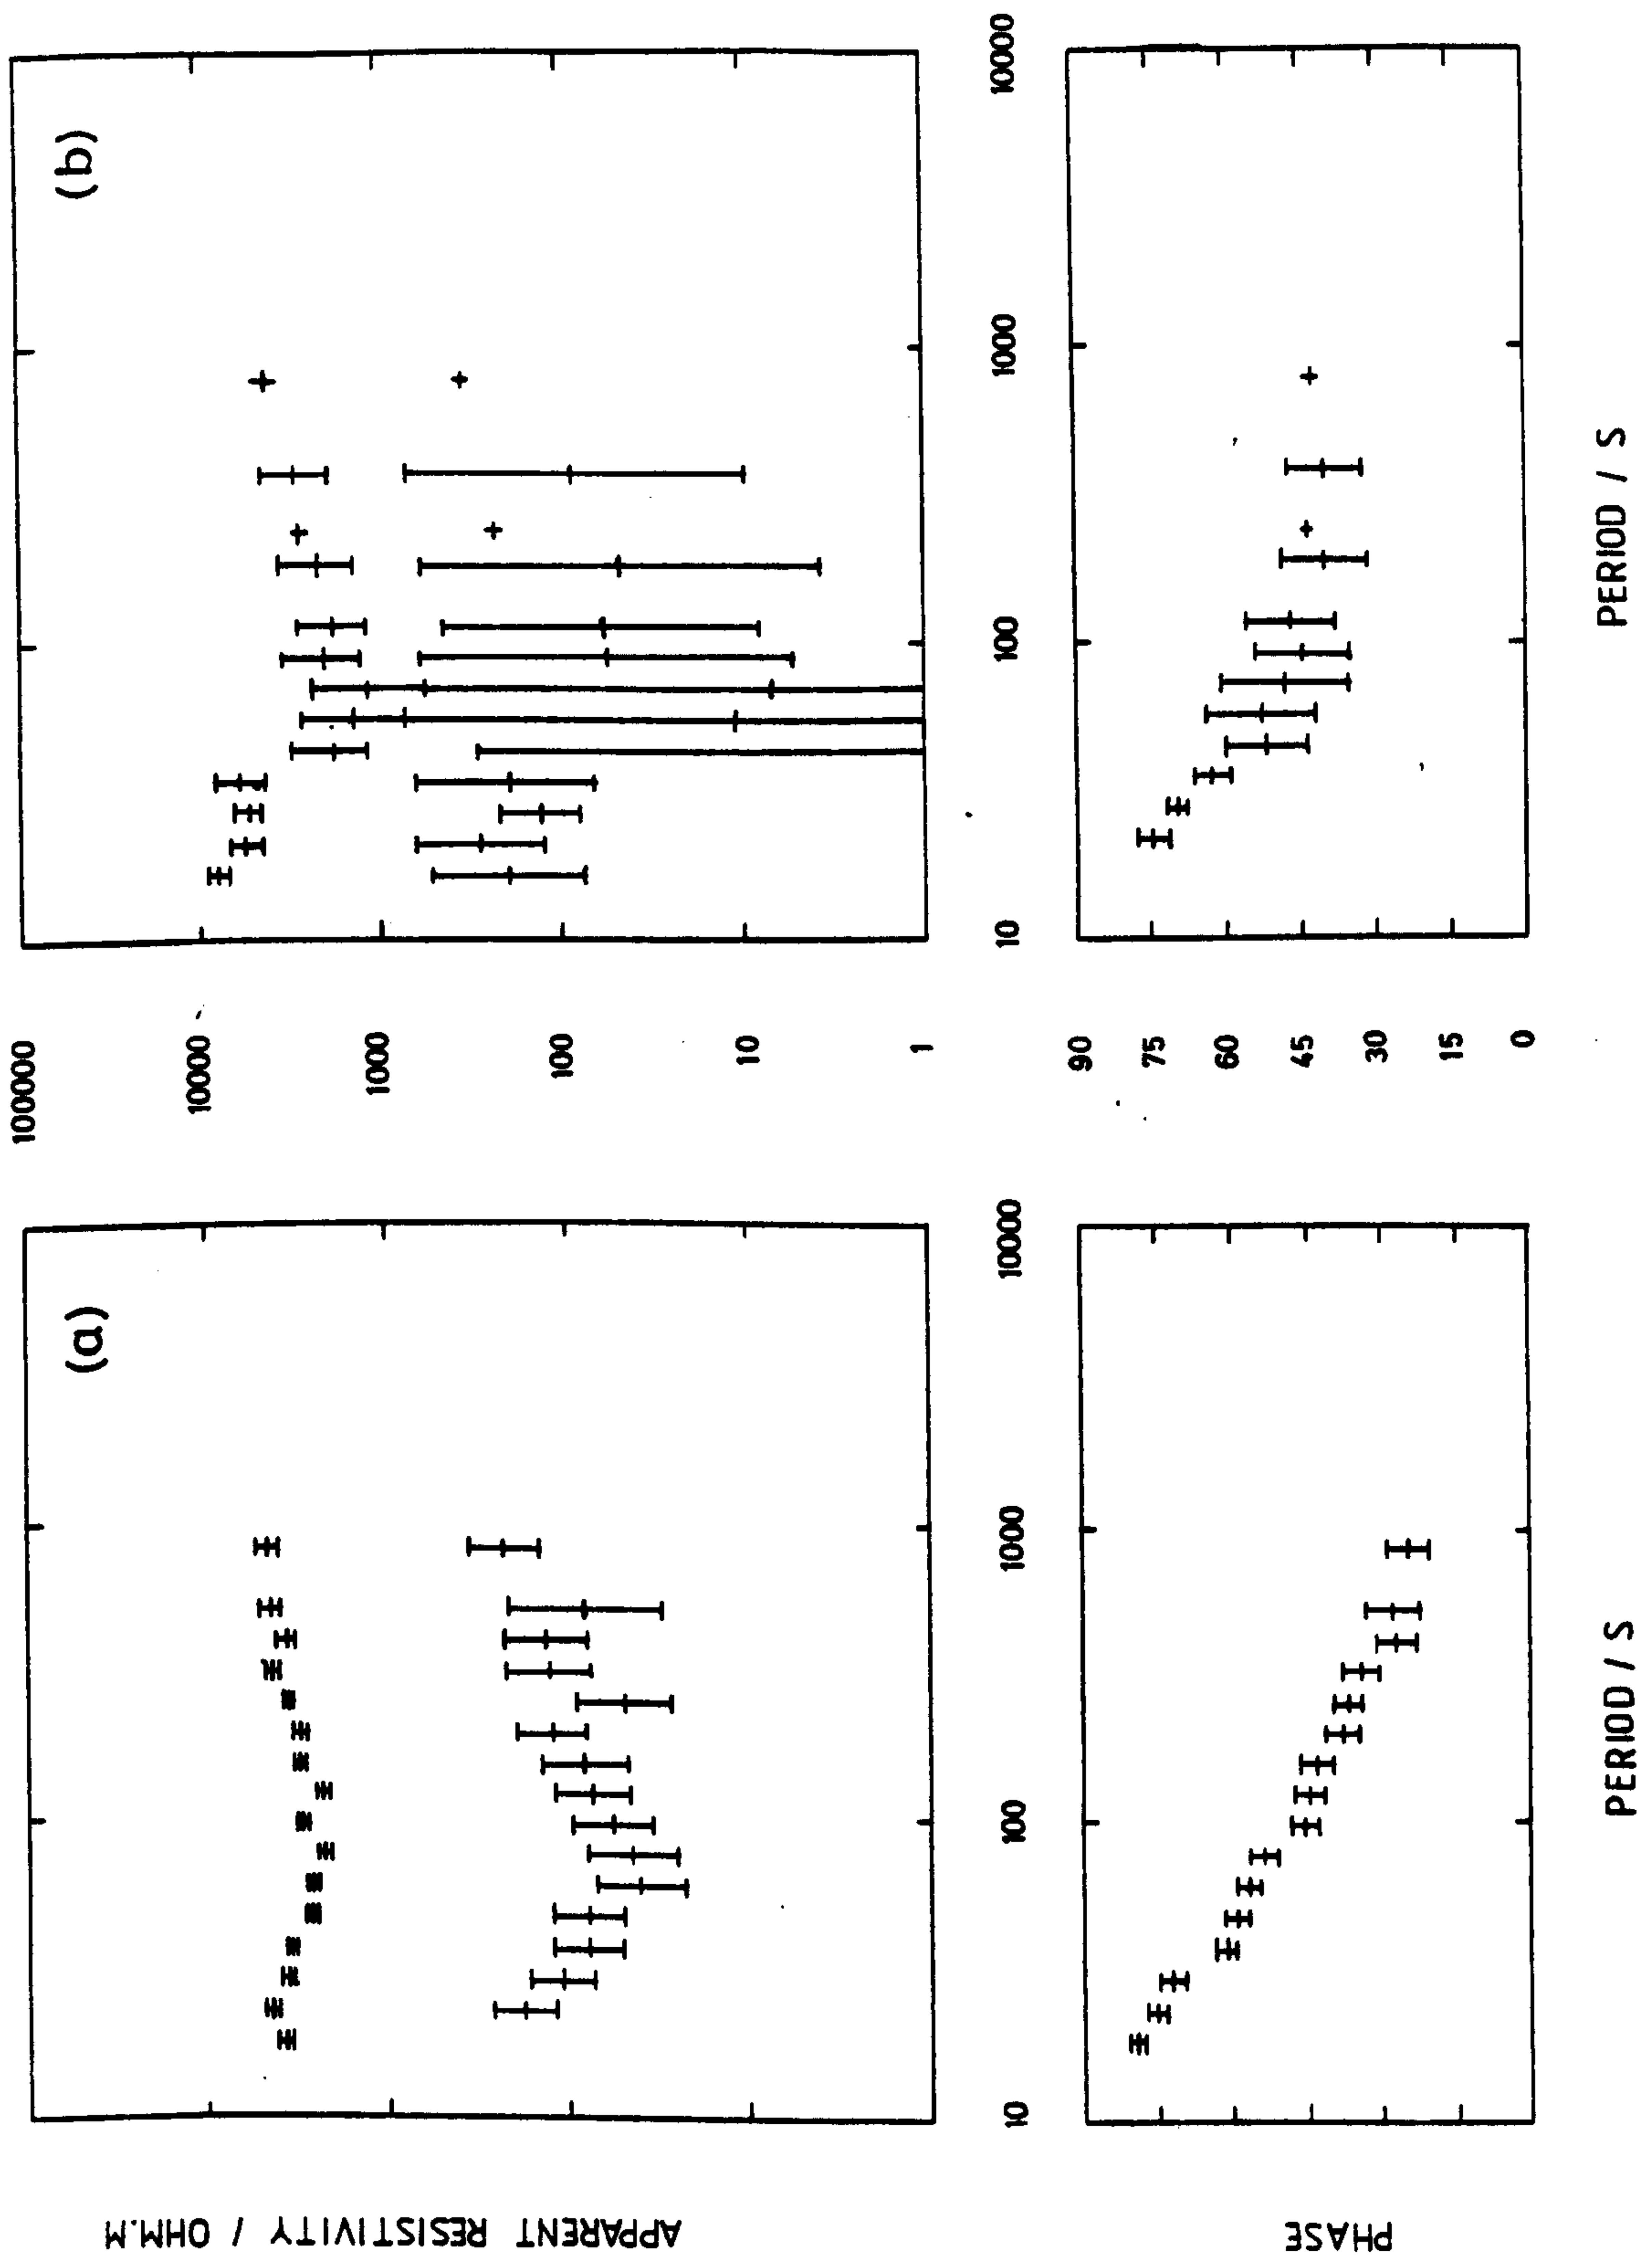 (a)
(b)
APPARENT RESISTIVITY / OHM.M
100000
10000
1000
100
10
1
10 100 1000 10000
10 100 1000 10000
PHASE
90
75
60
45
30
15
0
PERIOD / S
PERIOD / S